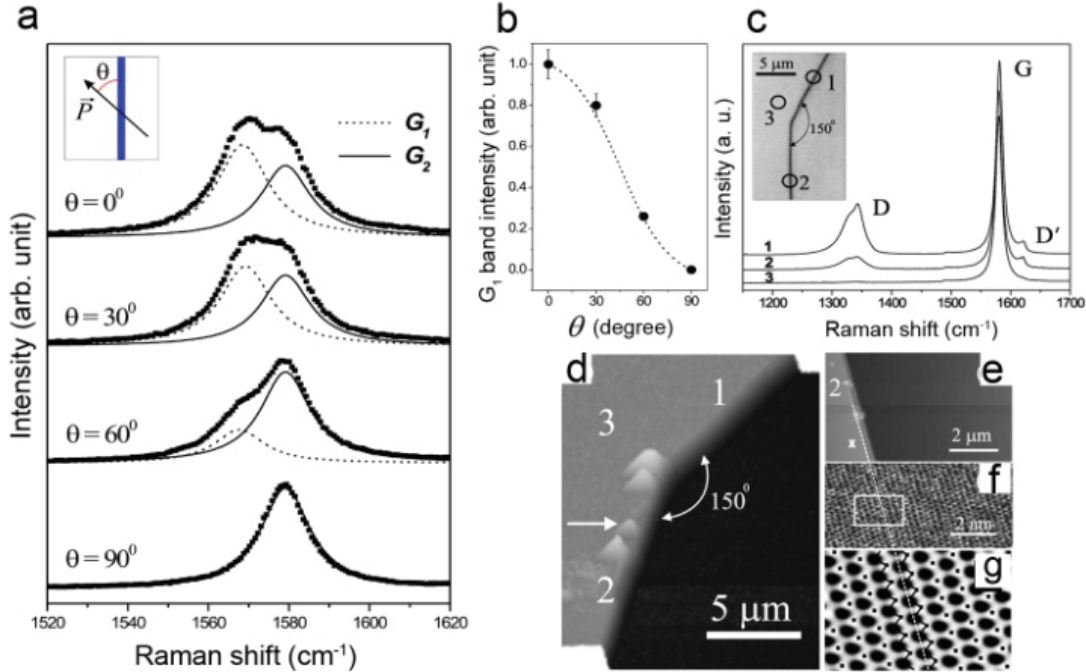 a
θ
P
G₁
G₂
θ = 0⁰
θ = 30⁰
θ = 60⁰
θ = 90⁰
Intensity (arb. unit)
1520 1540 1560 1580 1600 1620
Raman shift (cm⁻¹)
b
G₁ band intensity (arb. unit)
1.0
0.8
0.6
0.4
0.2
0.0
0 30 60 90
θ (degree)
c
Intensity (a. u.)
5 μm
1
3
150⁰
2
G
D
D′
1
2
3
1200 1300 1400 1500 1600 1700
Raman shift (cm⁻¹)
d
1
3
150⁰
2
5 μm
e
2
x
2 μm
f
2 nm
g